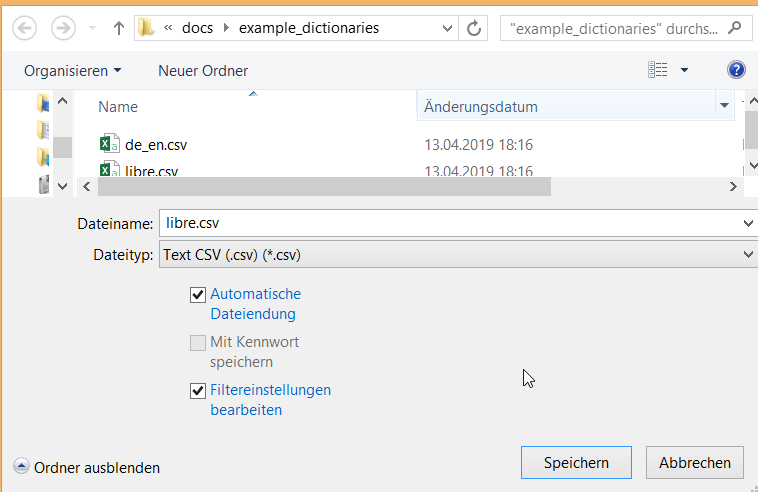 « docs example_dictionaries "example_dictionaries" durchs...
Organisieren Neuer Ordner ?
Name Änderungsdatum
de_en.csv 13.04.2019 18:16
libre.csv 13.04.2019 18:16
Dateiname: libre.csv
Dateityp: Text CSV (.csv) (*.csv)
Automatische
Dateiendung
Mit Kennwort
speichern
Filtereinstellungen
bearbeiten
Ordner ausblenden Speichern Abbrechen